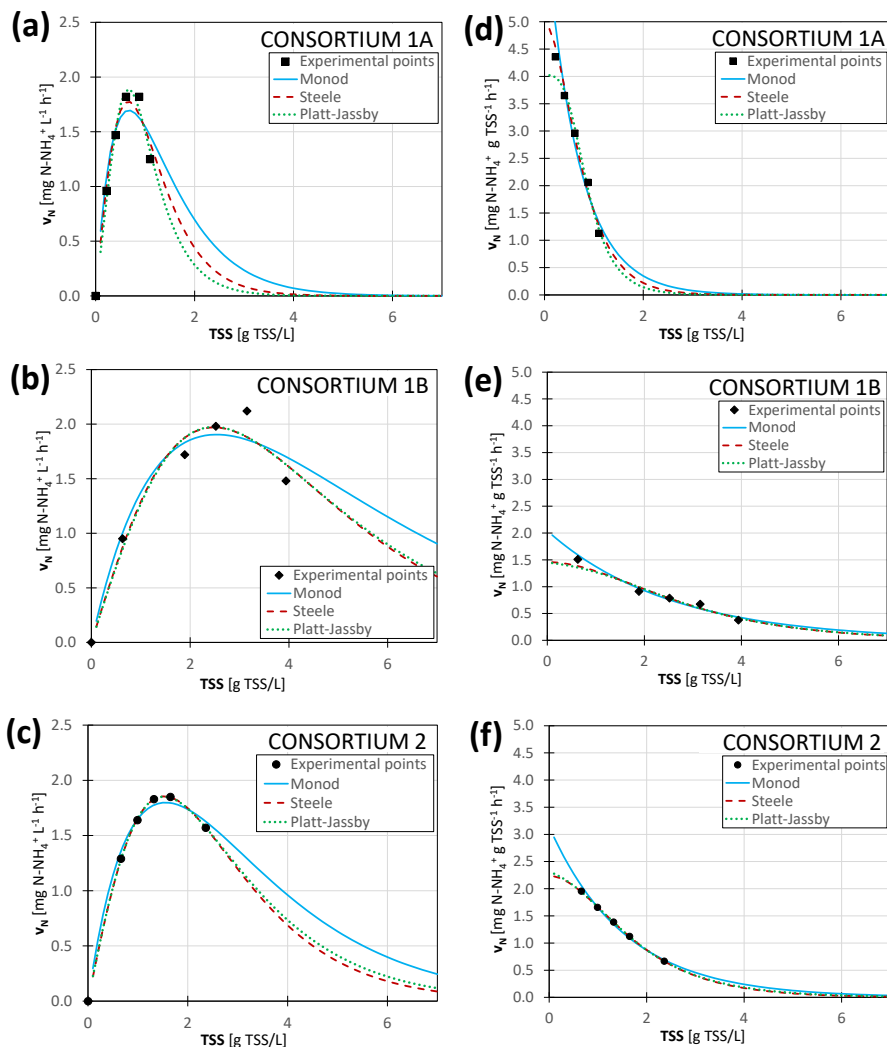 (a)
CONSORTIUM 1A
Experimental points
Monod
Steele
Platt-Jassby
2.5
2.0
1.5
1.0
0.5
0.0
0
2
4
6
vN [mg N-NH4+ L-1 h-1]
TSS [g TSS/L]
(d)
CONSORTIUM 1A
Experimental points
Monod
Steele
Platt-Jassby
5.0
4.5
4.0
3.5
3.0
2.5
2.0
1.5
1.0
0.5
0.0
0
2
4
6
vN [mg N-NH4+ g TSS-1 h-1]
TSS [g TSS/L]
(b)
CONSORTIUM 1B
Experimental points
Monod
Steele
Platt-Jassby
2.5
2.0
1.5
1.0
0.5
0.0
0
2
4
6
vN [mg N-NH4+ L-1 h-1]
TSS [g TSS/L]
(e)
CONSORTIUM 1B
Experimental points
Monod
Steele
Platt-Jassby
5.0
4.5
4.0
3.5
3.0
2.5
2.0
1.5
1.0
0.5
0.0
0
2
4
6
vN [mg N-NH4+ g TSS-1 h-1]
TSS [g TSS/L]
(c)
CONSORTIUM 2
Experimental points
Monod
Steele
Platt-Jassby
2.5
2.0
1.5
1.0
0.5
0.0
0
2
4
6
vN [mg N-NH4+ L-1 h-1]
TSS [g TSS/L]
(f)
CONSORTIUM 2
Experimental points
Monod
Steele
Platt-Jassby
5.0
4.5
4.0
3.5
3.0
2.5
2.0
1.5
1.0
0.5
0.0
0
2
4
6
vN [mg N-NH4+ g TSS-1 h-1]
TSS [g TSS/L]